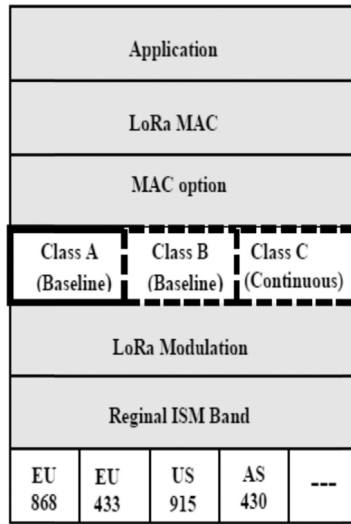 Application
LoRa MAC
MAC option
Class A Class B Class C
(Baseline) (Baseline) (Continuous)
LoRa Modulation
Reginal ISM Band
EU EU US AS ---
868 433 915 430